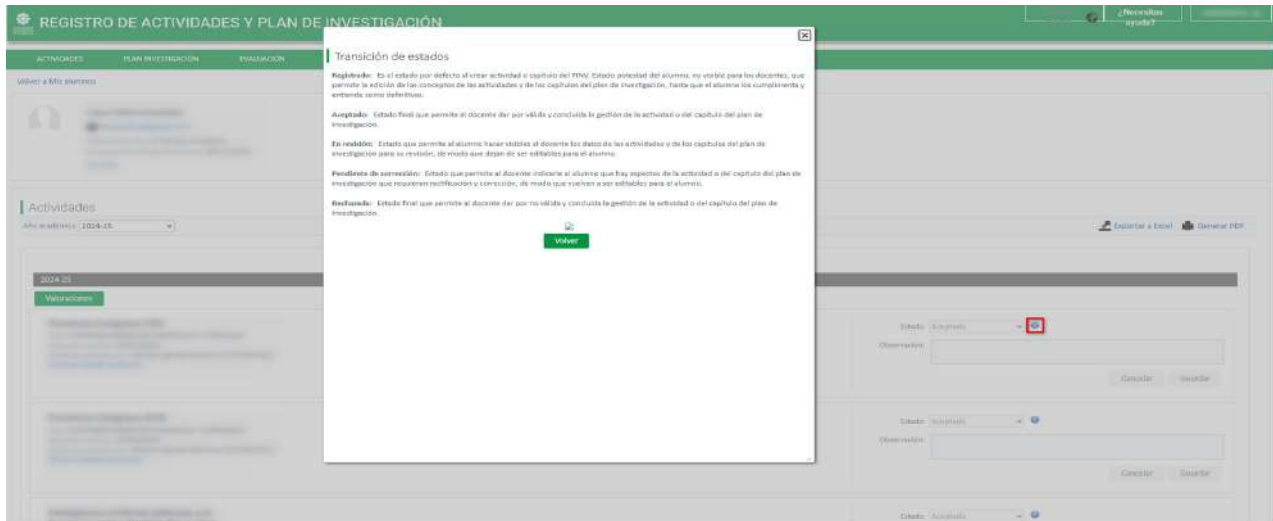 REGISTRO DE ACTIVIDADES Y PLAN DE INVESTIGACIÓN
¿Necesitas
ayuda?
ACTIVIDADES PLAN INVESTIGACIÓN EVALUACIÓN
Volver a Mis alumnos
Transición de estados
Registrado: Es el estado por defecto al crear actividad o capítulo del PINV. Estado potestad del alumno, no visible para los docentes, que
permite la edición de los conceptos de las actividades y de los capítulos del plan de investigación, hasta que el alumno los cumplimenta y
entienda como definitivos.
Aceptado: Estado final que permite al docente dar por válida y concluida la gestión de la actividad o del capítulo del plan de
investigación.
En revisión: Estado que permite al alumno hacer visibles al docente los datos de las actividades y de los capítulos del plan de
investigación para su revisión, de modo que dejan de ser editables para el alumno.
Pendiente de corrección: Estado que permite al docente indicarle al alumno que hay aspectos de la actividad o del capítulo del plan de
investigación que requieren rectificación y corrección, de modo que vuelven a ser editables para el alumno.
Rechazada: Estado final que permite al docente dar por no válida y concluida la gestión de la actividad o del capítulo del plan de
investigación.
Volver
Actividades
Año académico 2024-25
Exportar a Excel Generar PDF
2024-25
Valoraciones
Estado Aceptado
Observación
Cancelar Guardar
Estado Aceptado
Observación
Cancelar Guardar
Estado Aceptado